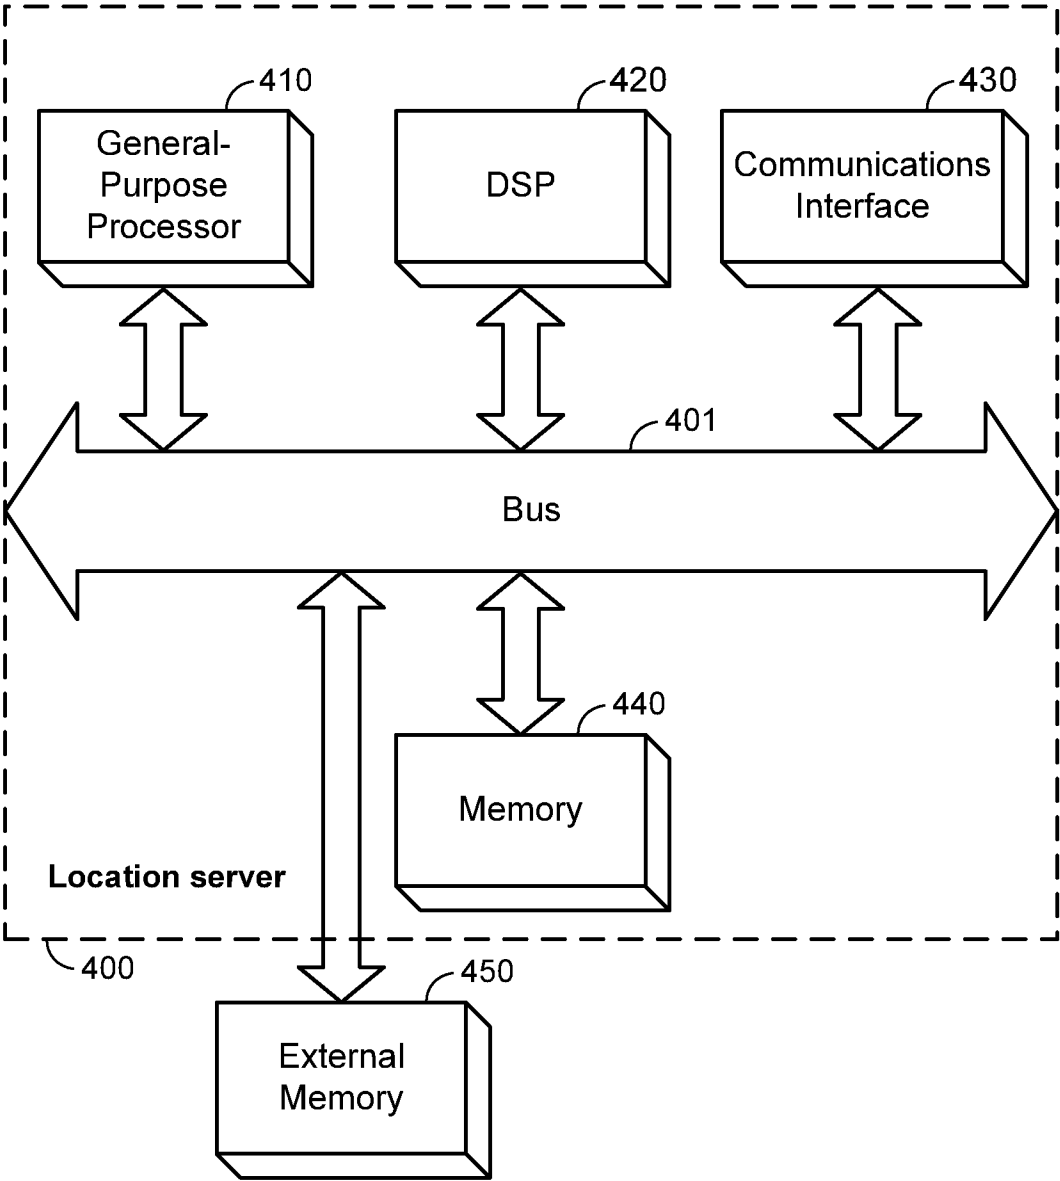 410
420
430
General-
Purpose
Processor
DSP
Communications
Interface
401
Bus
440
Memory
Location server
400
450
External
Memory